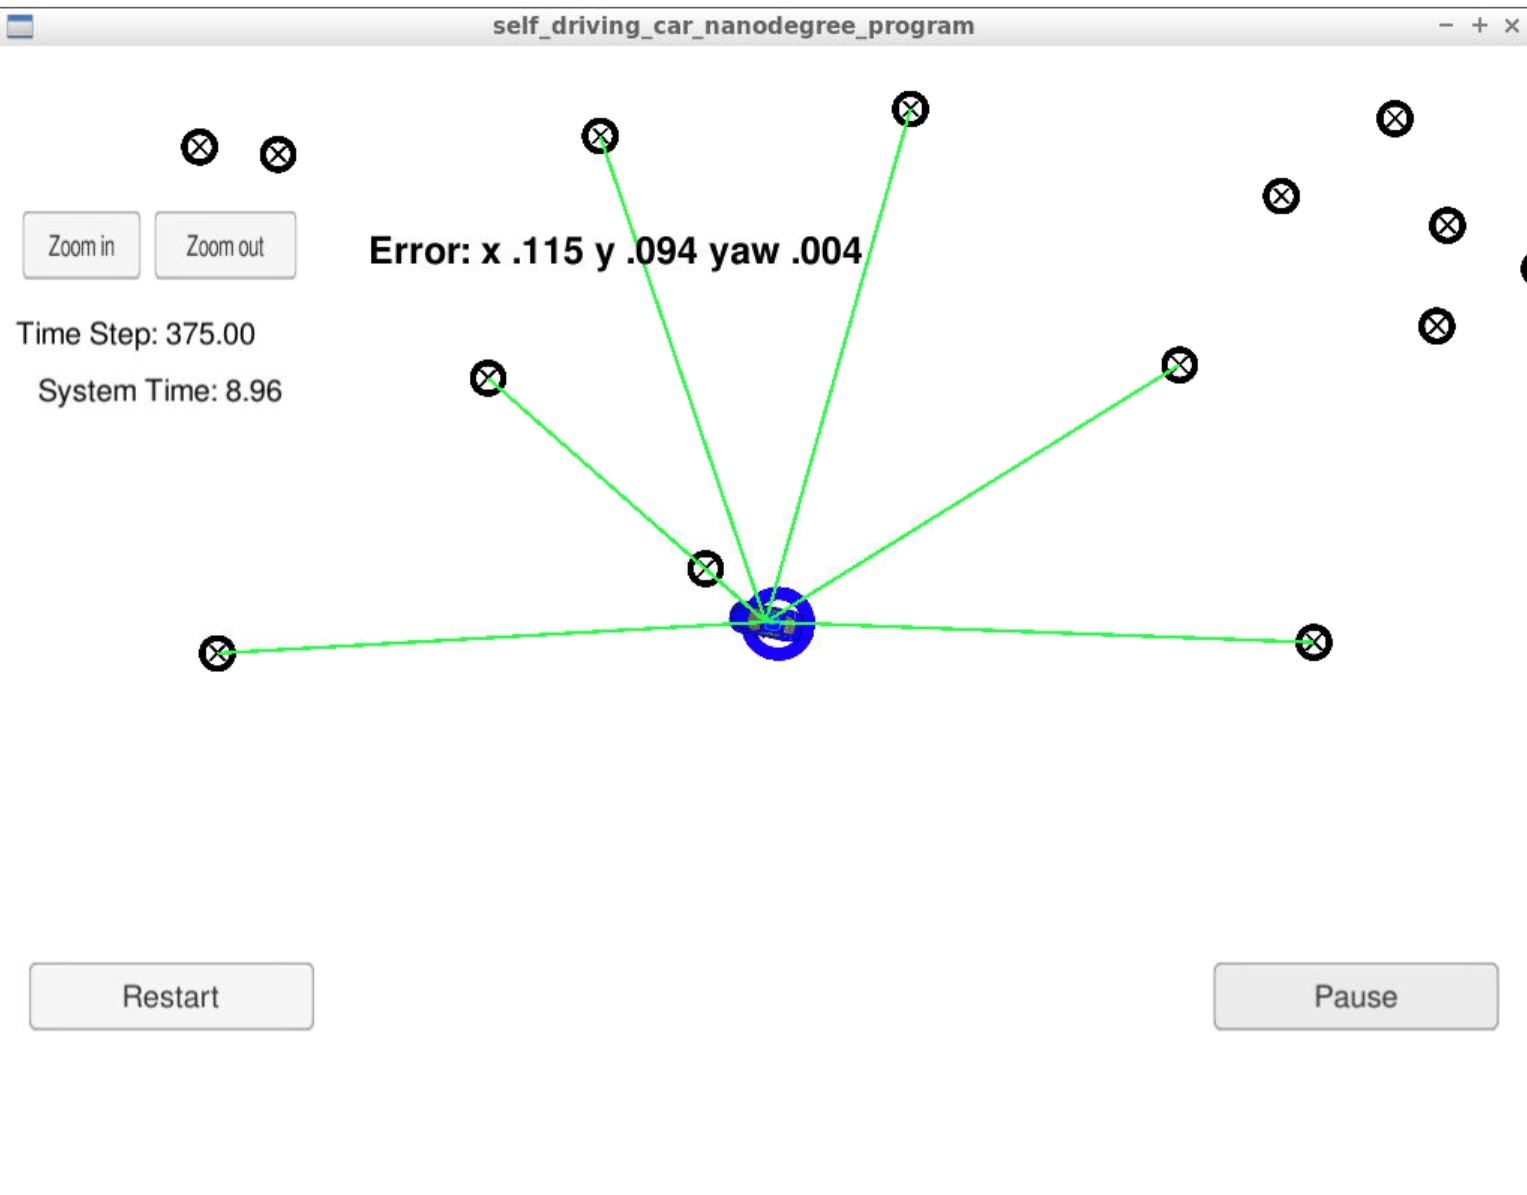 self_driving_car_nanodegree_program
Zoom in
Zoom out
Error: x .115 y .094 yaw .004
Time Step: 375.00
System Time: 8.96
Restart
Pause